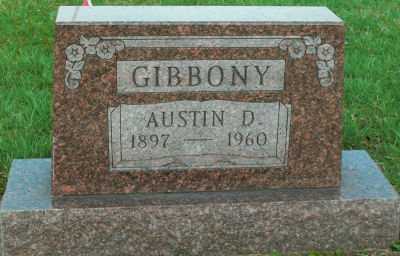 GIBBONY
AUSTIN D.
1897 — 1960